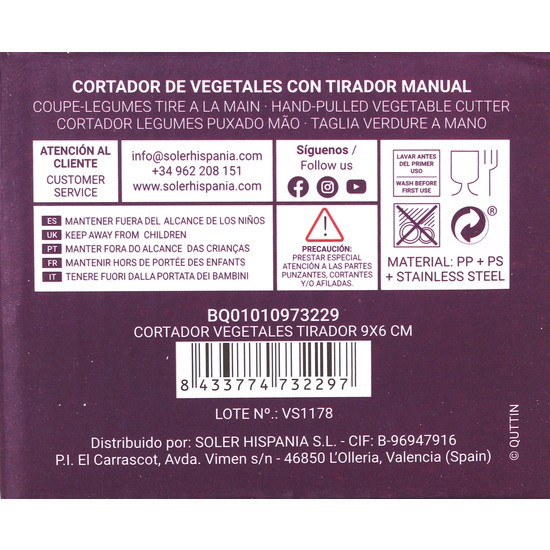 CORTADOR DE VEGETALES CON TIRADOR MANUAL
COUPE-LEGUMES TIRE A LA MAIN · HAND-PULLED VEGETABLE CUTTER
CORTADOR LEGUMES PUXADO MÃO · TAGLIA VERDURE A MANO
ATENCIÓN AL
CLIENTE
CUSTOMER
SERVICE
info@solerhispania.com
+34 962 208 151
www.solerhispania.com
Síguenos /
Follow us
LAVAR ANTES
DEL PRIMER
USO
WASH BEFORE
FIRST USE
ES MANTENER FUERA DEL ALCANCE DE LOS NIÑOS
UK KEEP AWAY FROM CHILDREN
PT MANTER FORA DO ALCANCE DAS CRIANÇAS
FR MANTENIR HORS DE PORTÉE DES ENFANTS
IT TENERE FUORI DALLA PORTATA DEI BAMBINI
PRECAUCIÓN:
PRESTAR ESPECIAL
ATENCIÓN A LAS PARTES
PUNZANTES, CORTANTES
Y/O AFILADAS.
MATERIAL: PP + PS
+ STAINLESS STEEL
BQ01010973229
CORTADOR VEGETALES TIRADOR 9X6 CM
8 433774 732297
LOTE Nº.: VS1178
Distribuido por: SOLER HISPANIA S.L. - CIF: B-96947916
P.I. El Carrascot, Avda. Vimen s/n - 46850 L'Olleria, Valencia (Spain)
© QUTTIN